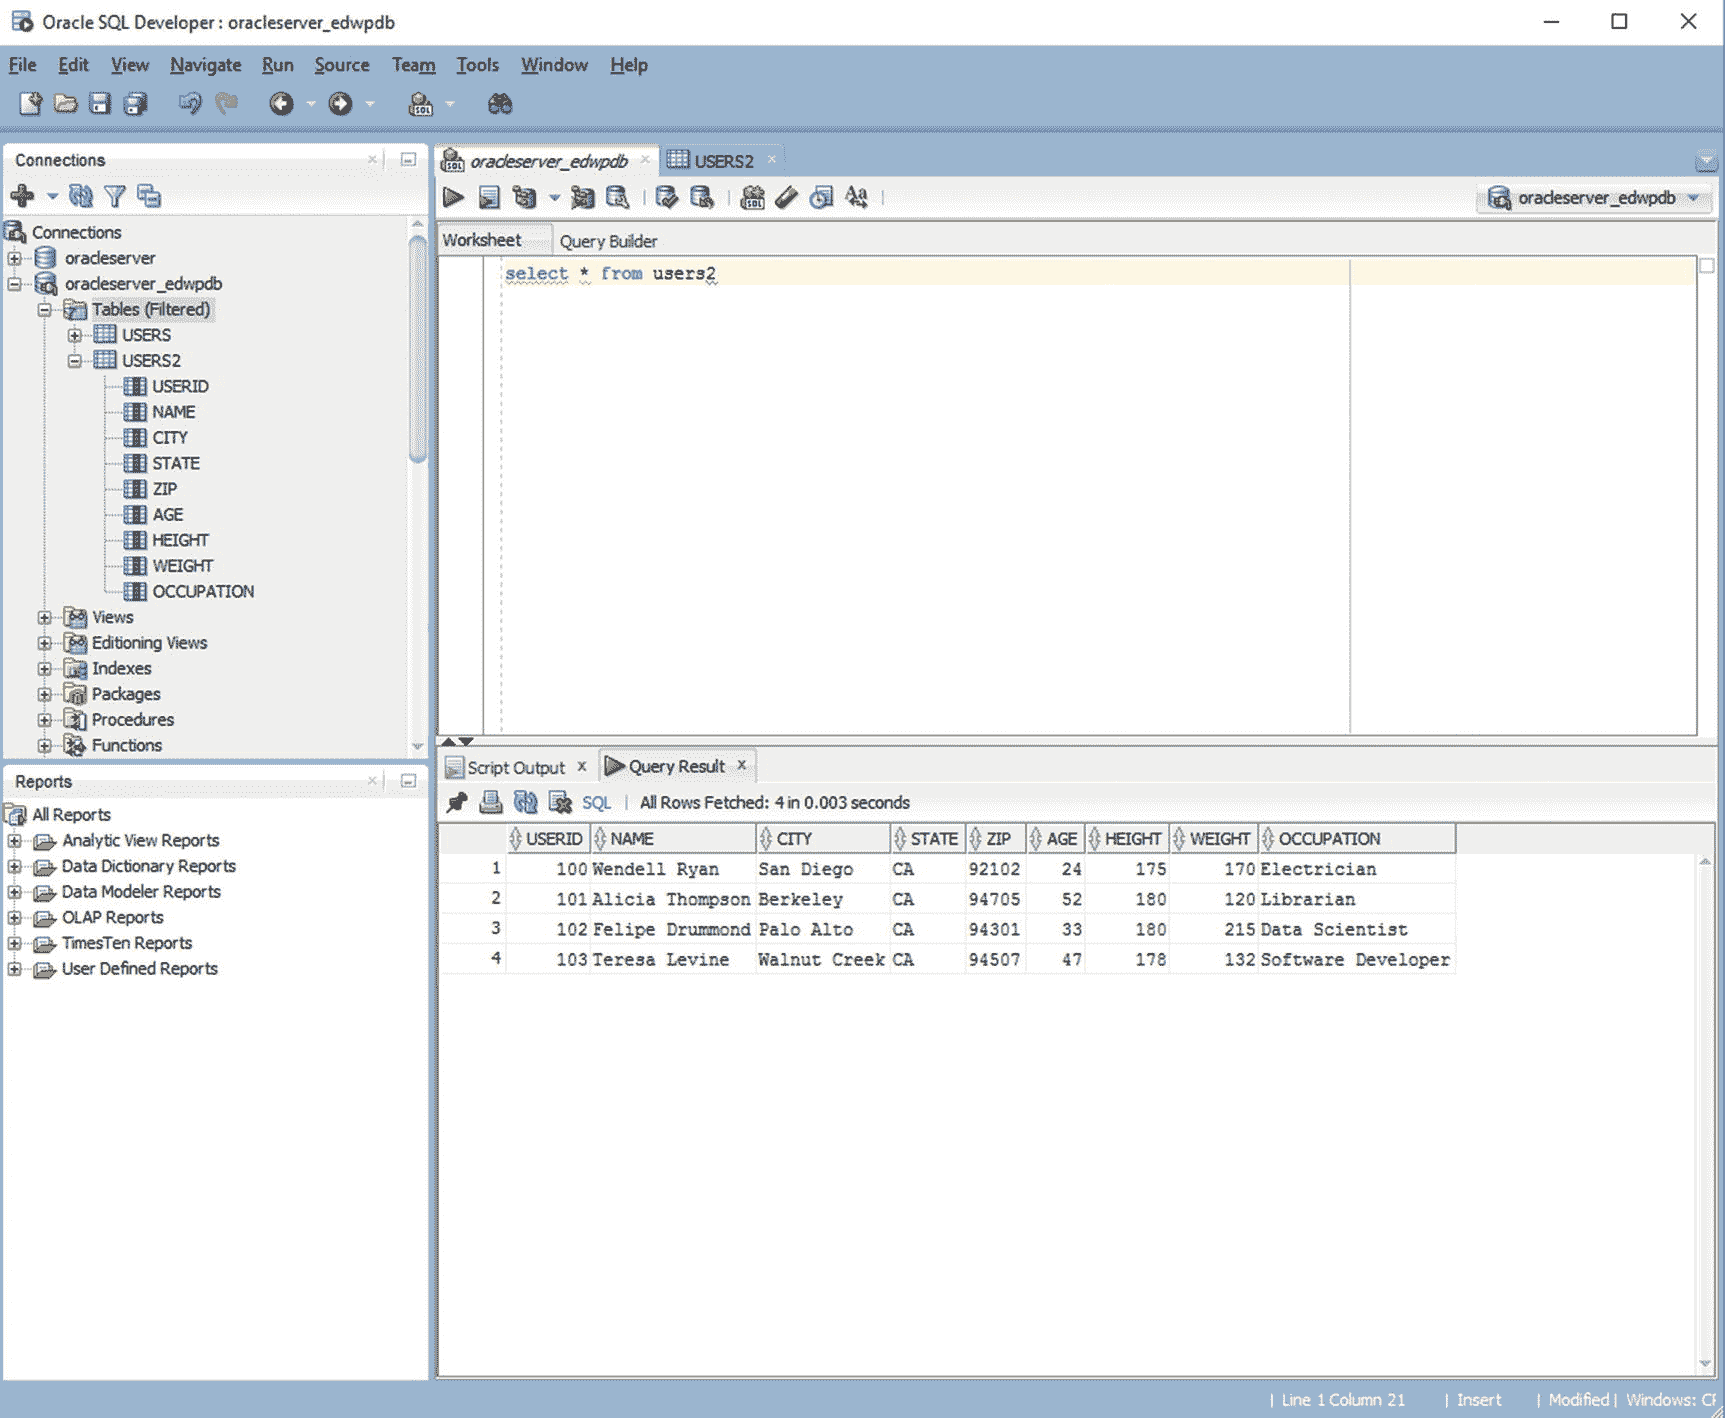 Oracle SQL Developer : oracleserver_edwpdb
File Edit View Navigate Run Source Team Tools Window Help
Connections
Connections
oracleserver
oracleserver_edwpdb
Tables (Filtered)
USERS
USERS2
USERID
NAME
CITY
STATE
ZIP
AGE
HEIGHT
WEIGHT
OCCUPATION
Views
Editioning Views
Indexes
Packages
Procedures
Functions
Reports
All Reports
Analytic View Reports
Data Dictionary Reports
Data Modeler Reports
OLAP Reports
TimesTen Reports
User Defined Reports
oracleserver_edwpdb USERS2
oracleserver_edwpdb
Worksheet Query Builder
select * from users2
Script Output Query Result
SQL | All Rows Fetched: 4 in 0.003 seconds
USERID NAME CITY STATE ZIP AGE HEIGHT WEIGHT OCCUPATION
1 100 Wendell Ryan San Diego CA 92102 24 175 170 Electrician
2 101 Alicia Thompson Berkeley CA 94705 52 180 120 Librarian
3 102 Felipe Drummond Palo Alto CA 94301 33 180 215 Data Scientist
4 103 Teresa Levine Walnut Creek CA 94507 47 178 132 Software Developer
| Line 1 Column 21 | Insert | Modified | Windows: